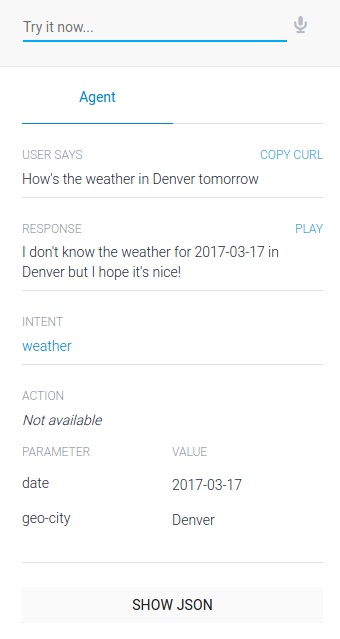 Try it now...
Agent
USER SAYS COPY CURL
How's the weather in Denver tomorrow
RESPONSE PLAY
I don't know the weather for 2017-03-17 in
Denver but I hope it's nice!
INTENT
weather
ACTION
Not available
PARAMETER VALUE
date 2017-03-17
geo-city Denver
SHOW JSON